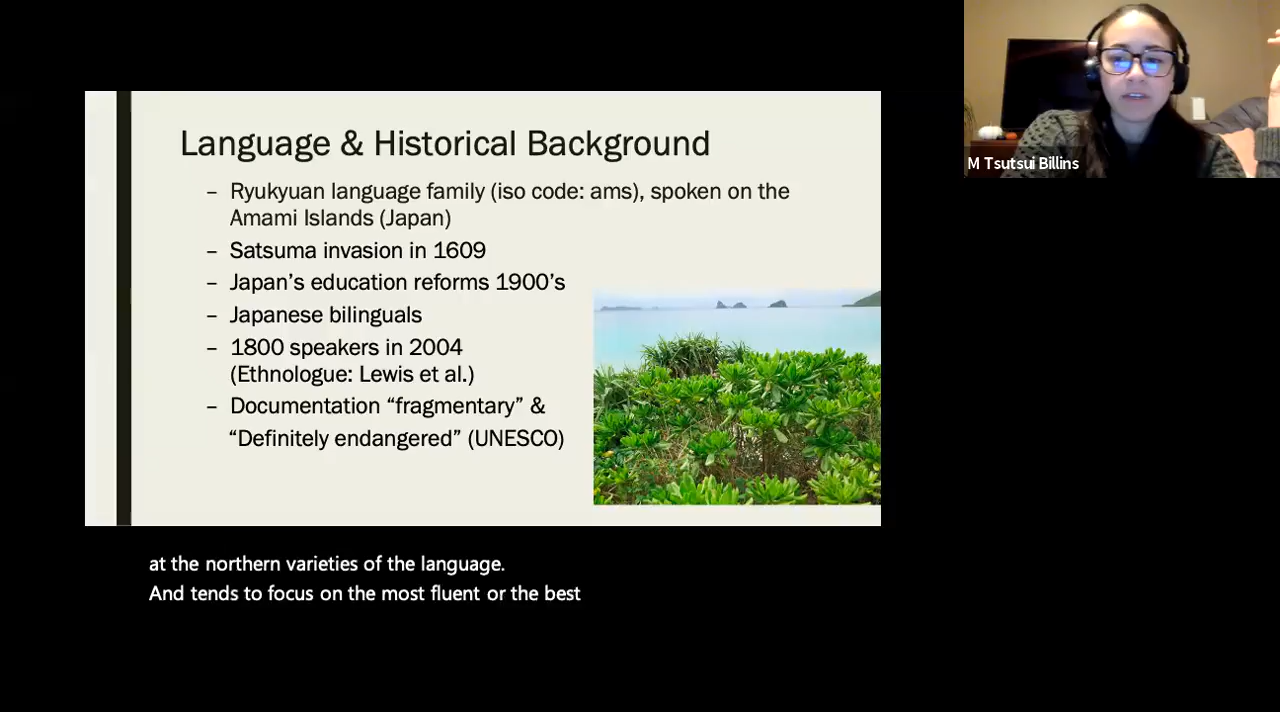 Language & Historical Background
– Ryukyuan language family (iso code: ams), spoken on the
Amami Islands (Japan)
– Satsuma invasion in 1609
– Japan’s education reforms 1900’s
– Japanese bilinguals
– 1800 speakers in 2004
(Ethnologue: Lewis et al.)
– Documentation “fragmentary” &
“Definitely endangered” (UNESCO)
M Tsutsui Billins
at the northern varieties of the language.
And tends to focus on the most fluent or the best